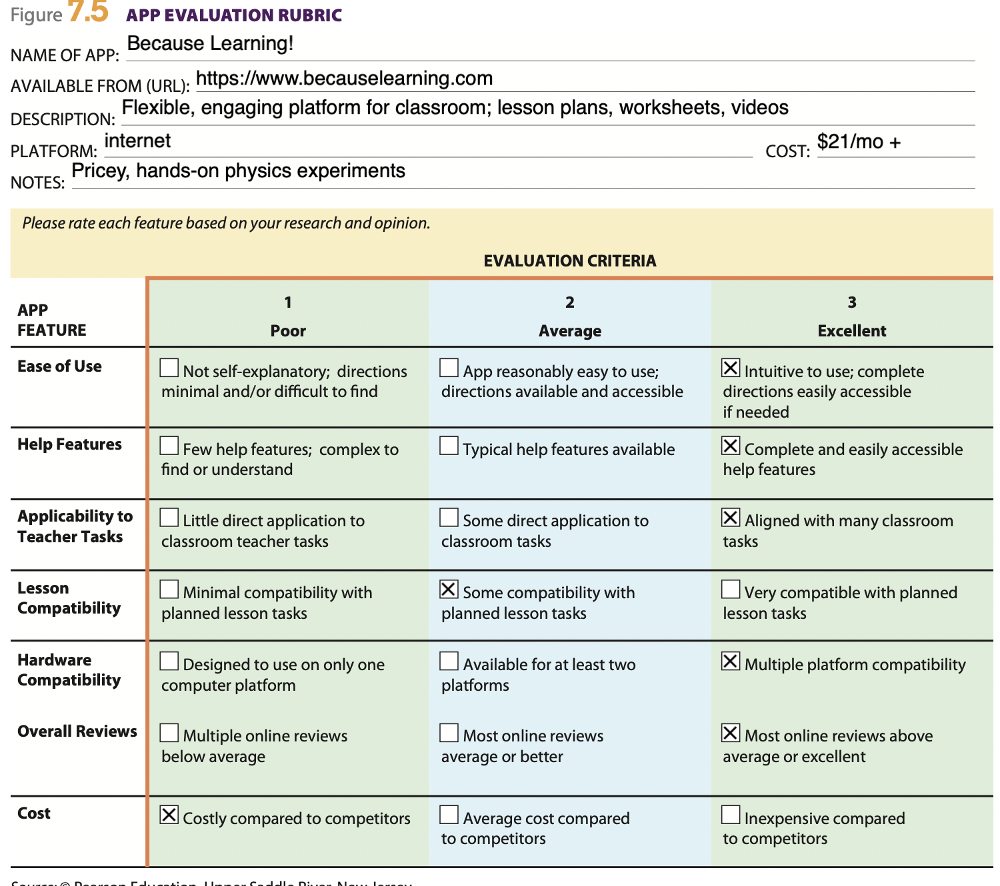 Figure 7.5 APP EVALUATION RUBRIC
NAME OF APP: Because Learning!
AVAILABLE FROM (URL): https://www.becauselearning.com
DESCRIPTION: Flexible, engaging platform for classroom; lesson plans, worksheets, videos
PLATFORM: internet COST: $21/mo +
NOTES: Pricey, hands-on physics experiments
Please rate each feature based on your research and opinion.
EVALUATION CRITERIA
APP
FEATURE
1
Poor
2
Average
3
Excellent
Ease of Use
Not self-explanatory; directions
minimal and/or difficult to find
App reasonably easy to use;
directions available and accessible
Intuitive to use; complete
directions easily accessible
if needed
Help Features
Few help features; complex to
find or understand
Typical help features available
Complete and easily accessible
help features
Applicability to
Teacher Tasks
Little direct application to
classroom teacher tasks
Some direct application to
classroom tasks
Aligned with many classroom
tasks
Lesson
Compatibility
Minimal compatibility with
planned lesson tasks
Some compatibility with
planned lesson tasks
Very compatible with planned
lesson tasks
Hardware
Compatibility
Designed to use on only one
computer platform
Available for at least two
platforms
Multiple platform compatibility
Overall Reviews
Multiple online reviews
below average
Most online reviews
average or better
Most online reviews above
average or excellent
Cost
Costly compared to competitors
Average cost compared
to competitors
Inexpensive compared
to competitors
Source: © Pearson Education, Upper Saddle River, New Jersey